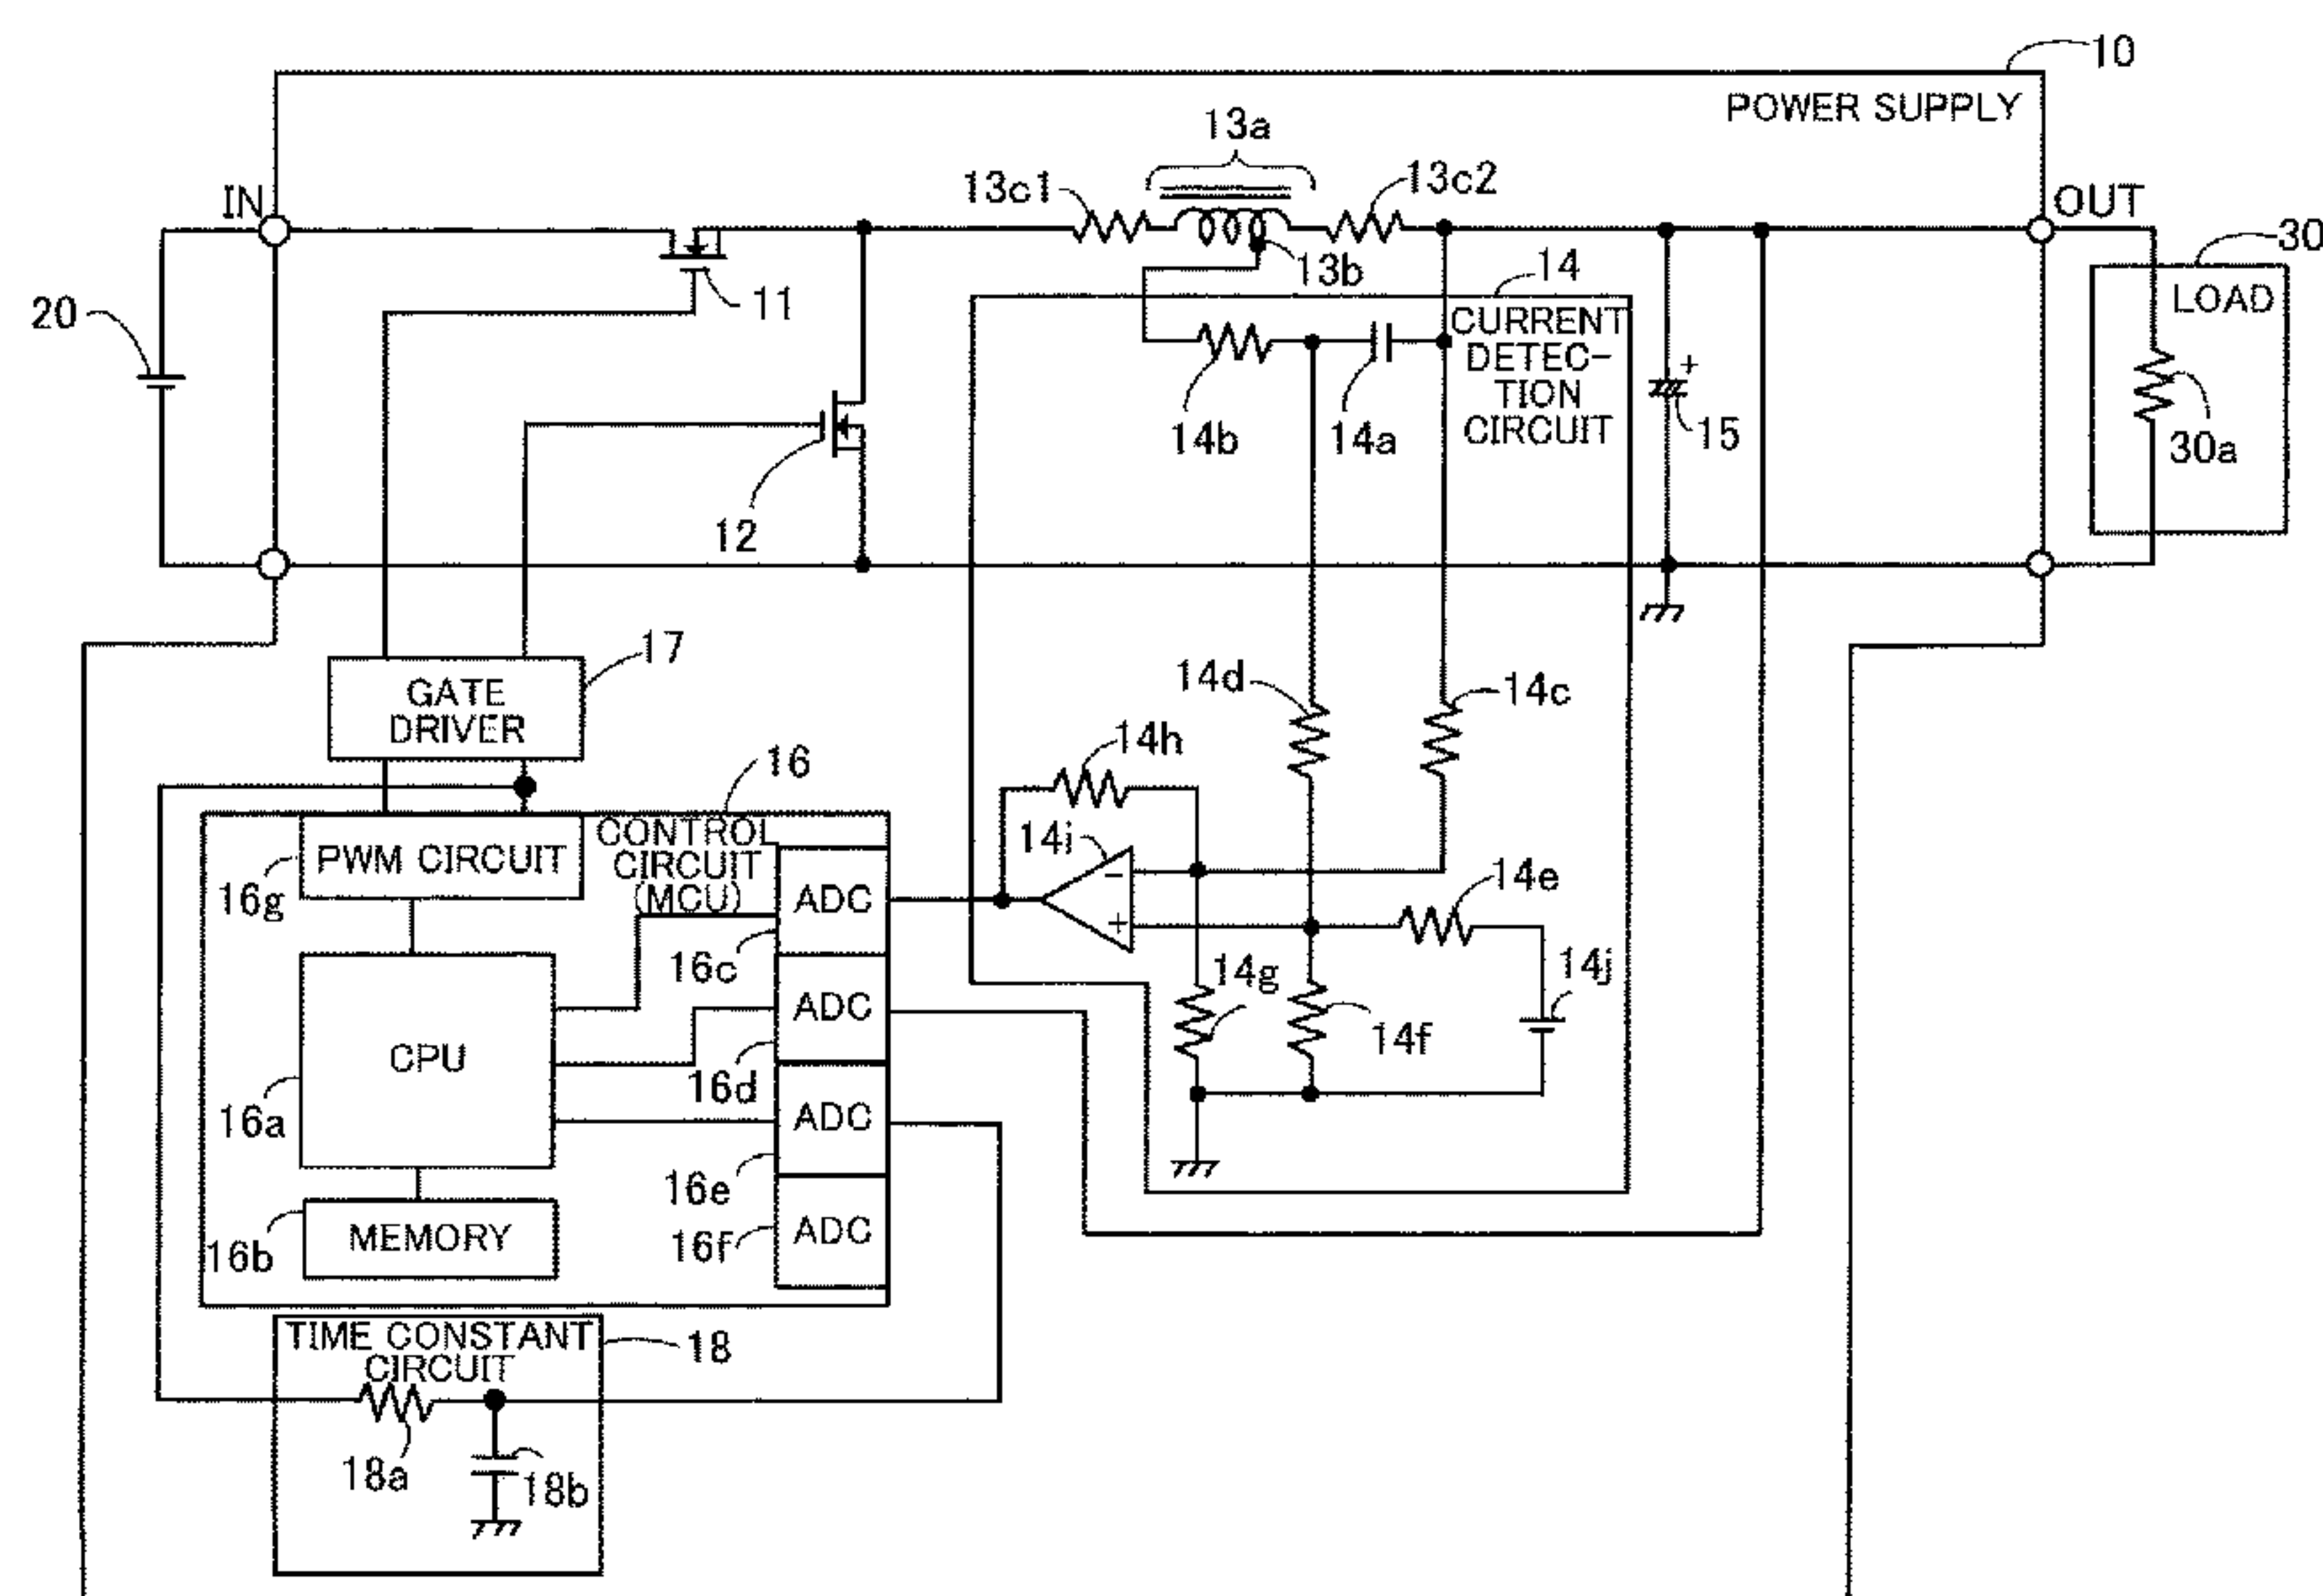 10
POWER SUPPLY
13a
13c1
13c2
IN
OUT
30
13b
14
11
20
LOAD
CURRENT
DETEC-
TION
CIRCUIT
+
15
14b
14a
30a
12
17
14d
14c
GATE
DRIVER
14h
16
14i
CONTROL
CIRCUIT
(MCU)
PWM CIRCUIT
16g
ADC
-
+
14e
16c
14g
14j
ADC
14f
CPU
16d
16a
ADC
16e
16f
ADC
MEMORY
16b
TIME CONSTANT
CIRCUIT
18
18a
18b